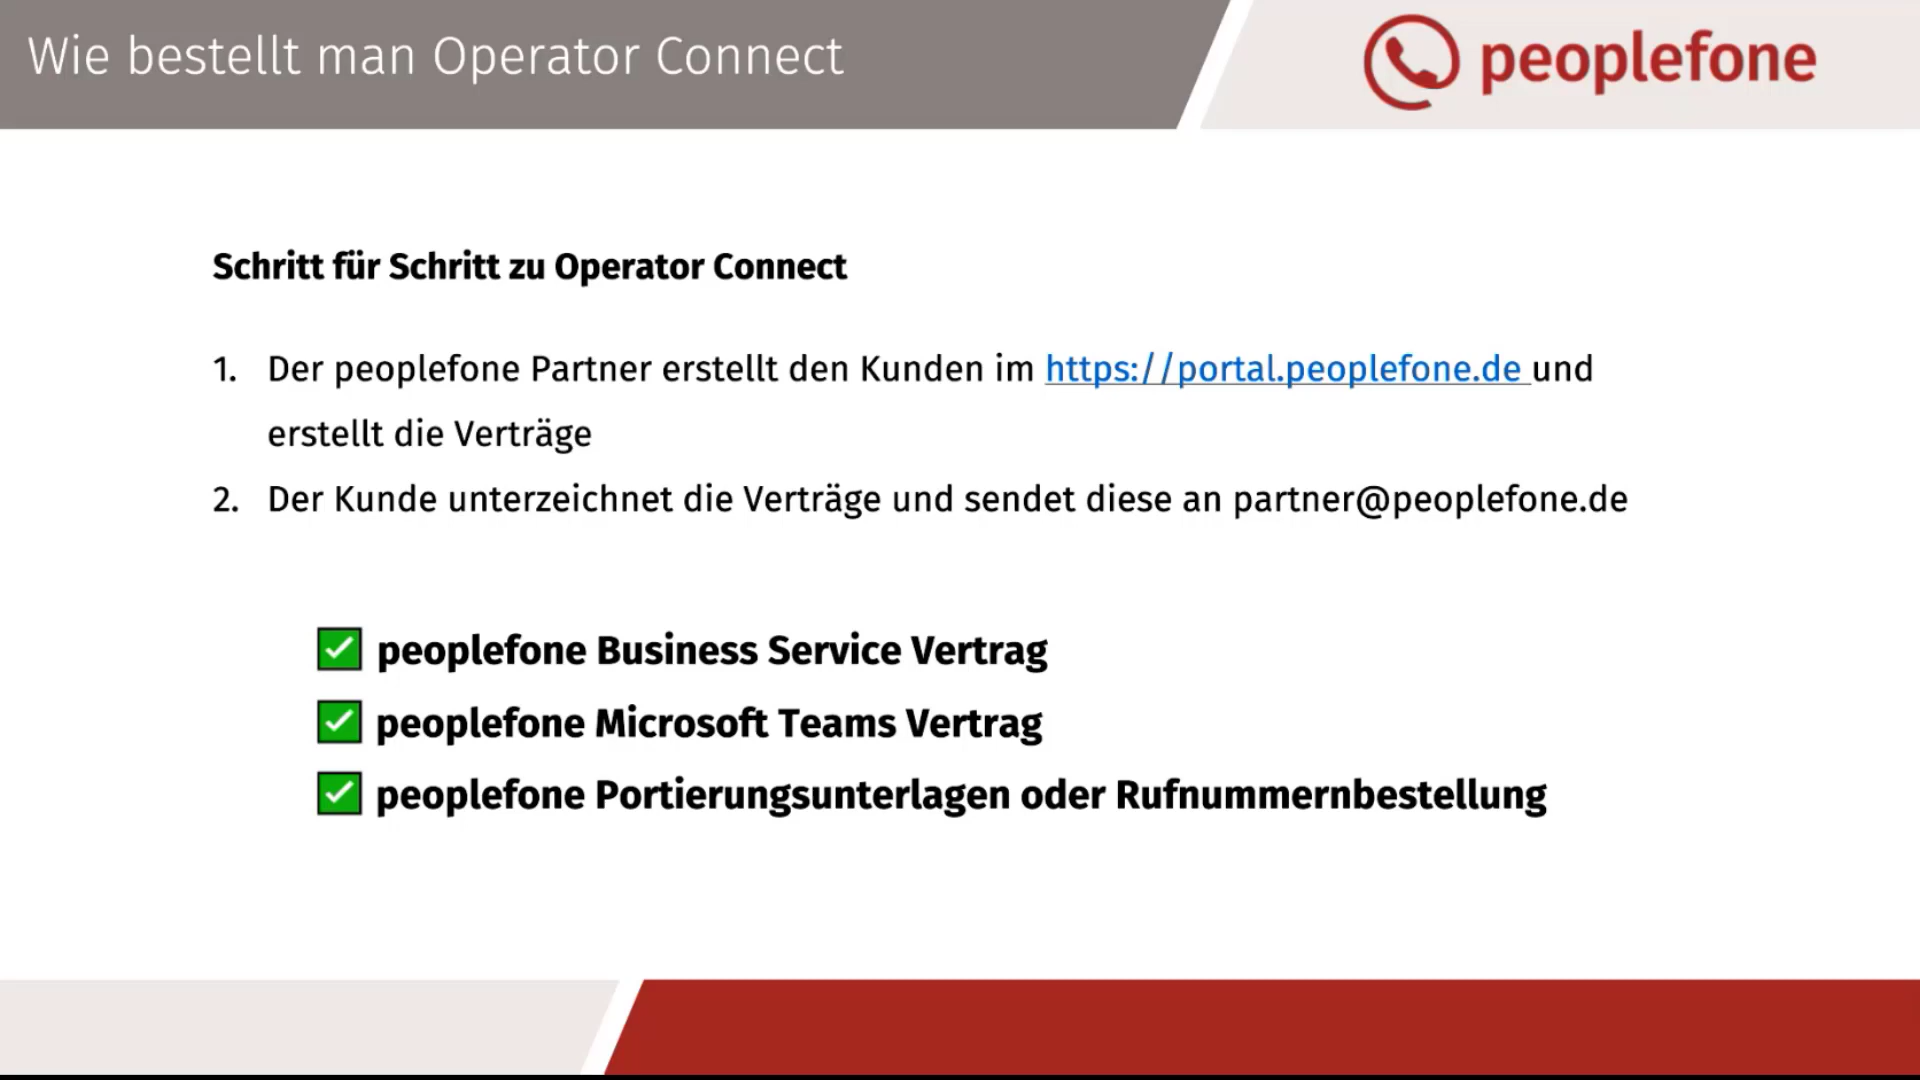 Wie bestellt man Operator Connect
peoplefone
Schritt für Schritt zu Operator Connect
1. Der peoplefone Partner erstellt den Kunden im https://portal.peoplefone.de und
erstellt die Verträge
2. Der Kunde unterzeichnet die Verträge und sendet diese an partner@peoplefone.de
✅ peoplefone Business Service Vertrag
✅ peoplefone Microsoft Teams Vertrag
✅ peoplefone Portierungsunterlagen oder Rufnummernbestellung